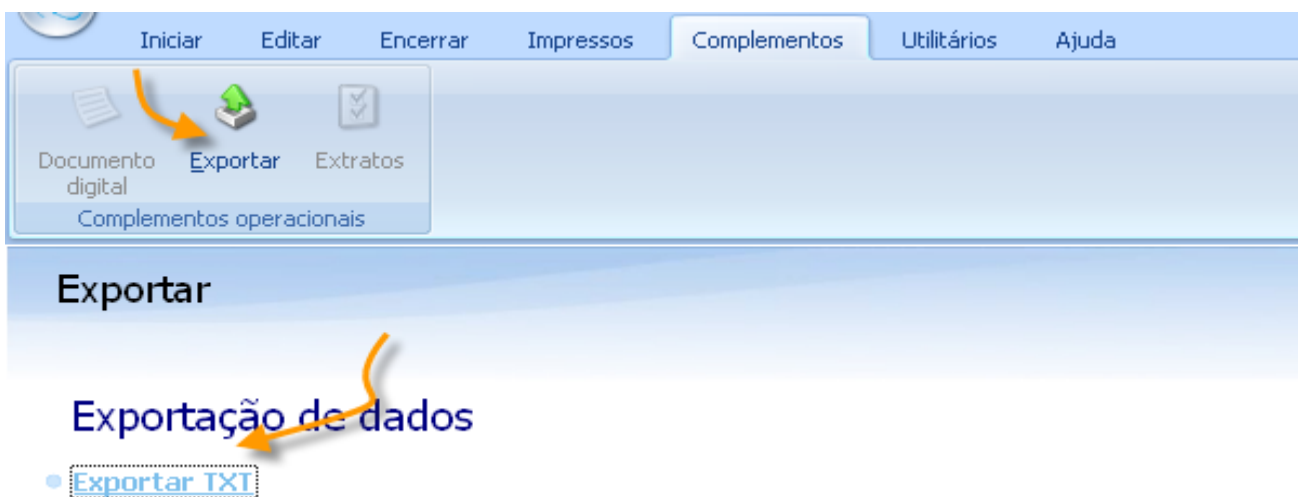 Iniciar Editar Encerrar Impressos Complementos Utilitários Ajuda
Documento digital Exportar Extratos
Complementos operacionais
Exportar
Exportação de dados
Exportar TXT